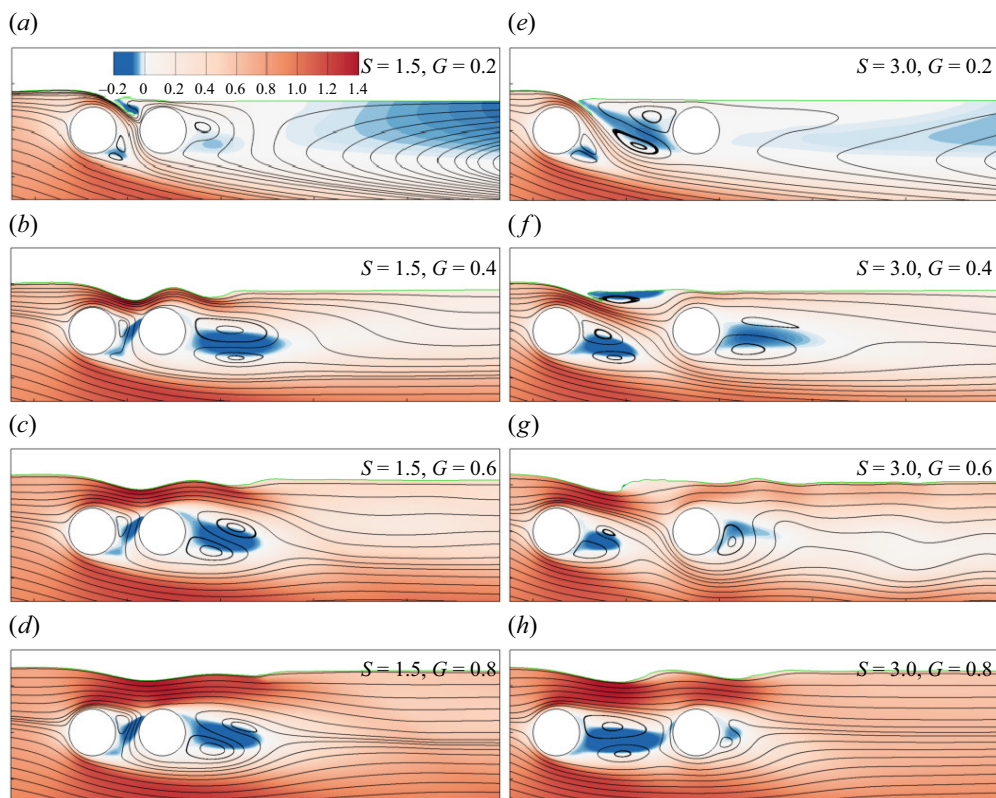 (a)
S = 1.5, G = 0.2
–0.2 0 0.2 0.4 0.6 0.8 1.0 1.2 1.4
(b)
S = 1.5, G = 0.4
(c)
S = 1.5, G = 0.6
(d)
S = 1.5, G = 0.8
(e)
S = 3.0, G = 0.2
(f)
S = 3.0, G = 0.4
(g)
S = 3.0, G = 0.6
(h)
S = 3.0, G = 0.8